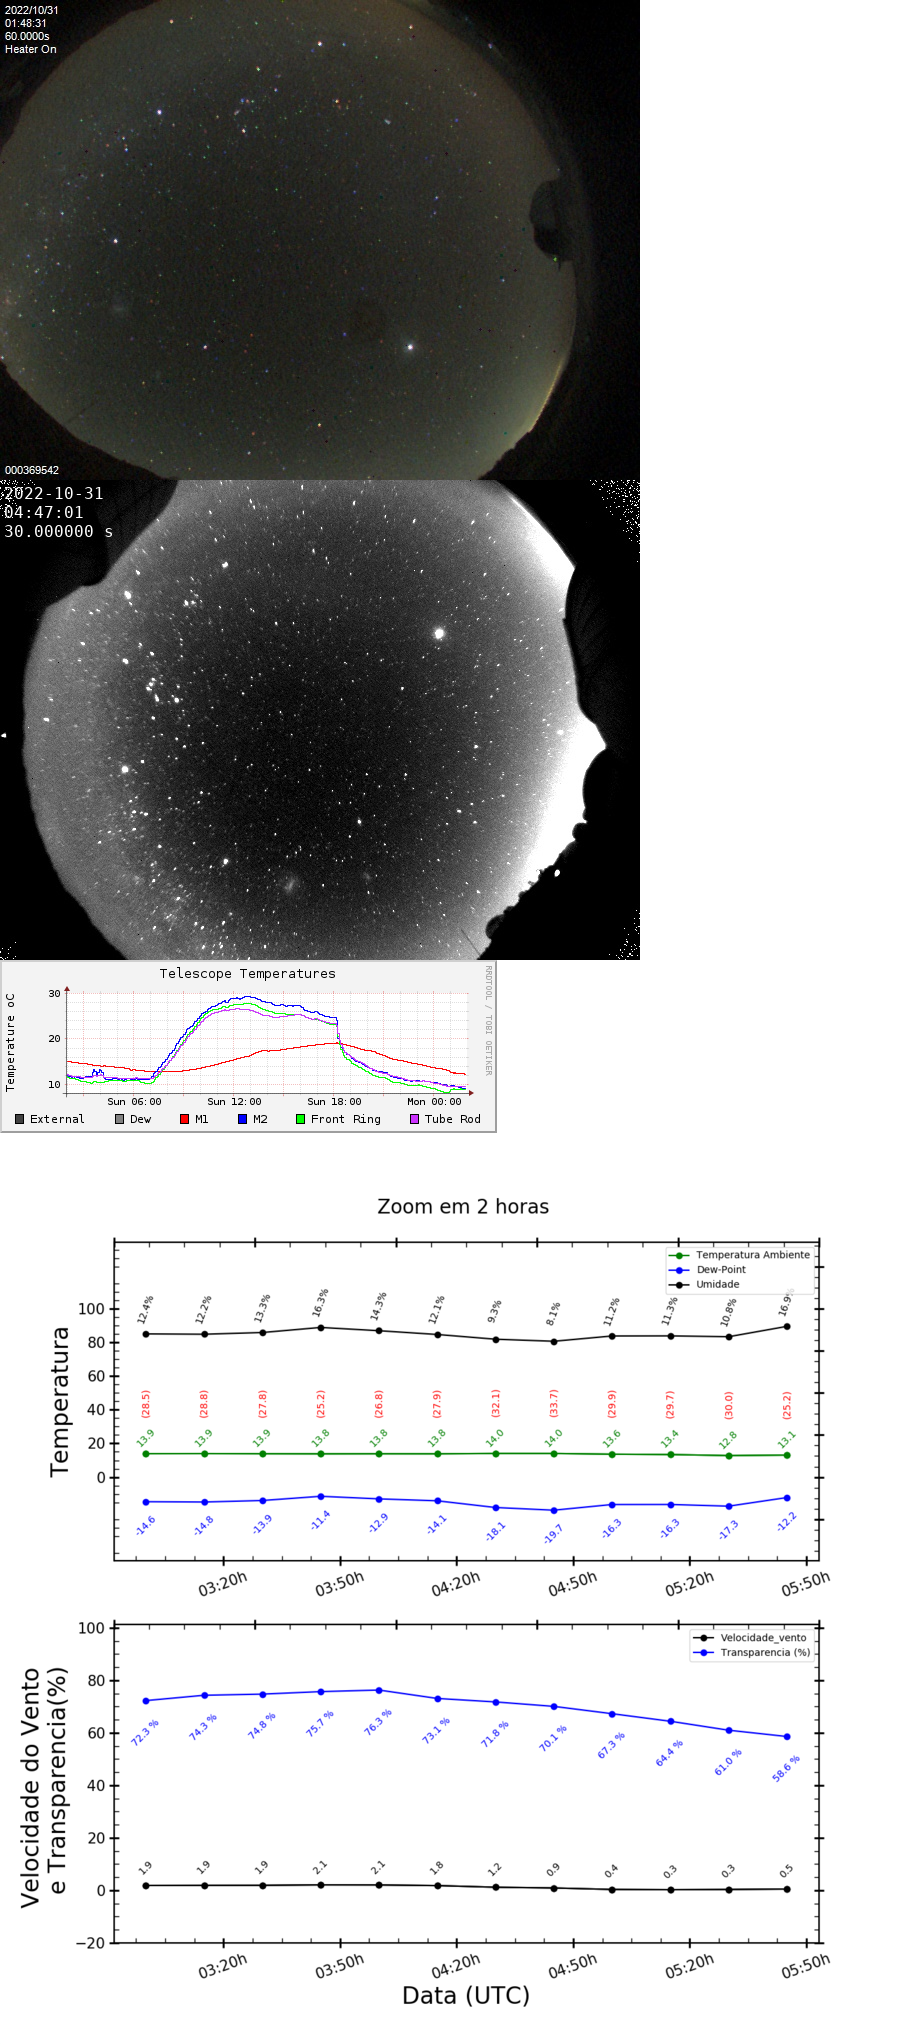 2022/10/31
01:48:31
60.0000s
Heater On
000369542
2022-10-31
04:47:01
30.000000 s
Telescope Temperatures
RRDTOOL / TOBI OETIKER
Temperature oC
30
20
10
Sun 06:00 Sun 12:00 Sun 18:00 Mon 00:00
External Dew M1 M2 Front Ring Tube Rod
Zoom em 2 horas
Temperatura Ambiente
Dew-Point
Umidade
Temperatura
100
80
60
40
20
0
12.4% 12.2% 13.3% 16.3% 14.3% 12.1% 9.3% 8.1% 11.2% 11.3% 10.8% 16.9%
(28.5) (28.8) (27.8) (25.2) (26.8) (27.9) (32.1) (33.7) (29.9) (29.7) (30.0) (25.2)
13.9 13.9 13.9 13.8 13.8 13.8 14.0 14.0 13.6 13.4 12.8 13.1
-14.6 -14.8 -13.9 -11.4 -12.9 -14.1 -18.1 -19.7 -16.3 -16.3 -17.3 -12.2
03:20h 03:50h 04:20h 04:50h 05:20h 05:50h
Velocidade_vento
Transparencia (%)
Velocidade do Vento
e Transparencia(%)
100
80
60
40
20
0
−20
72.3 % 74.3 % 74.8 % 75.7 % 76.3 % 73.1 % 71.8 % 70.1 % 67.3 % 64.4 % 61.0 % 58.6 %
1.9 1.9 1.9 2.1 2.1 1.8 1.2 0.9 0.4 0.3 0.3 0.5
03:20h 03:50h 04:20h 04:50h 05:20h 05:50h
Data (UTC)